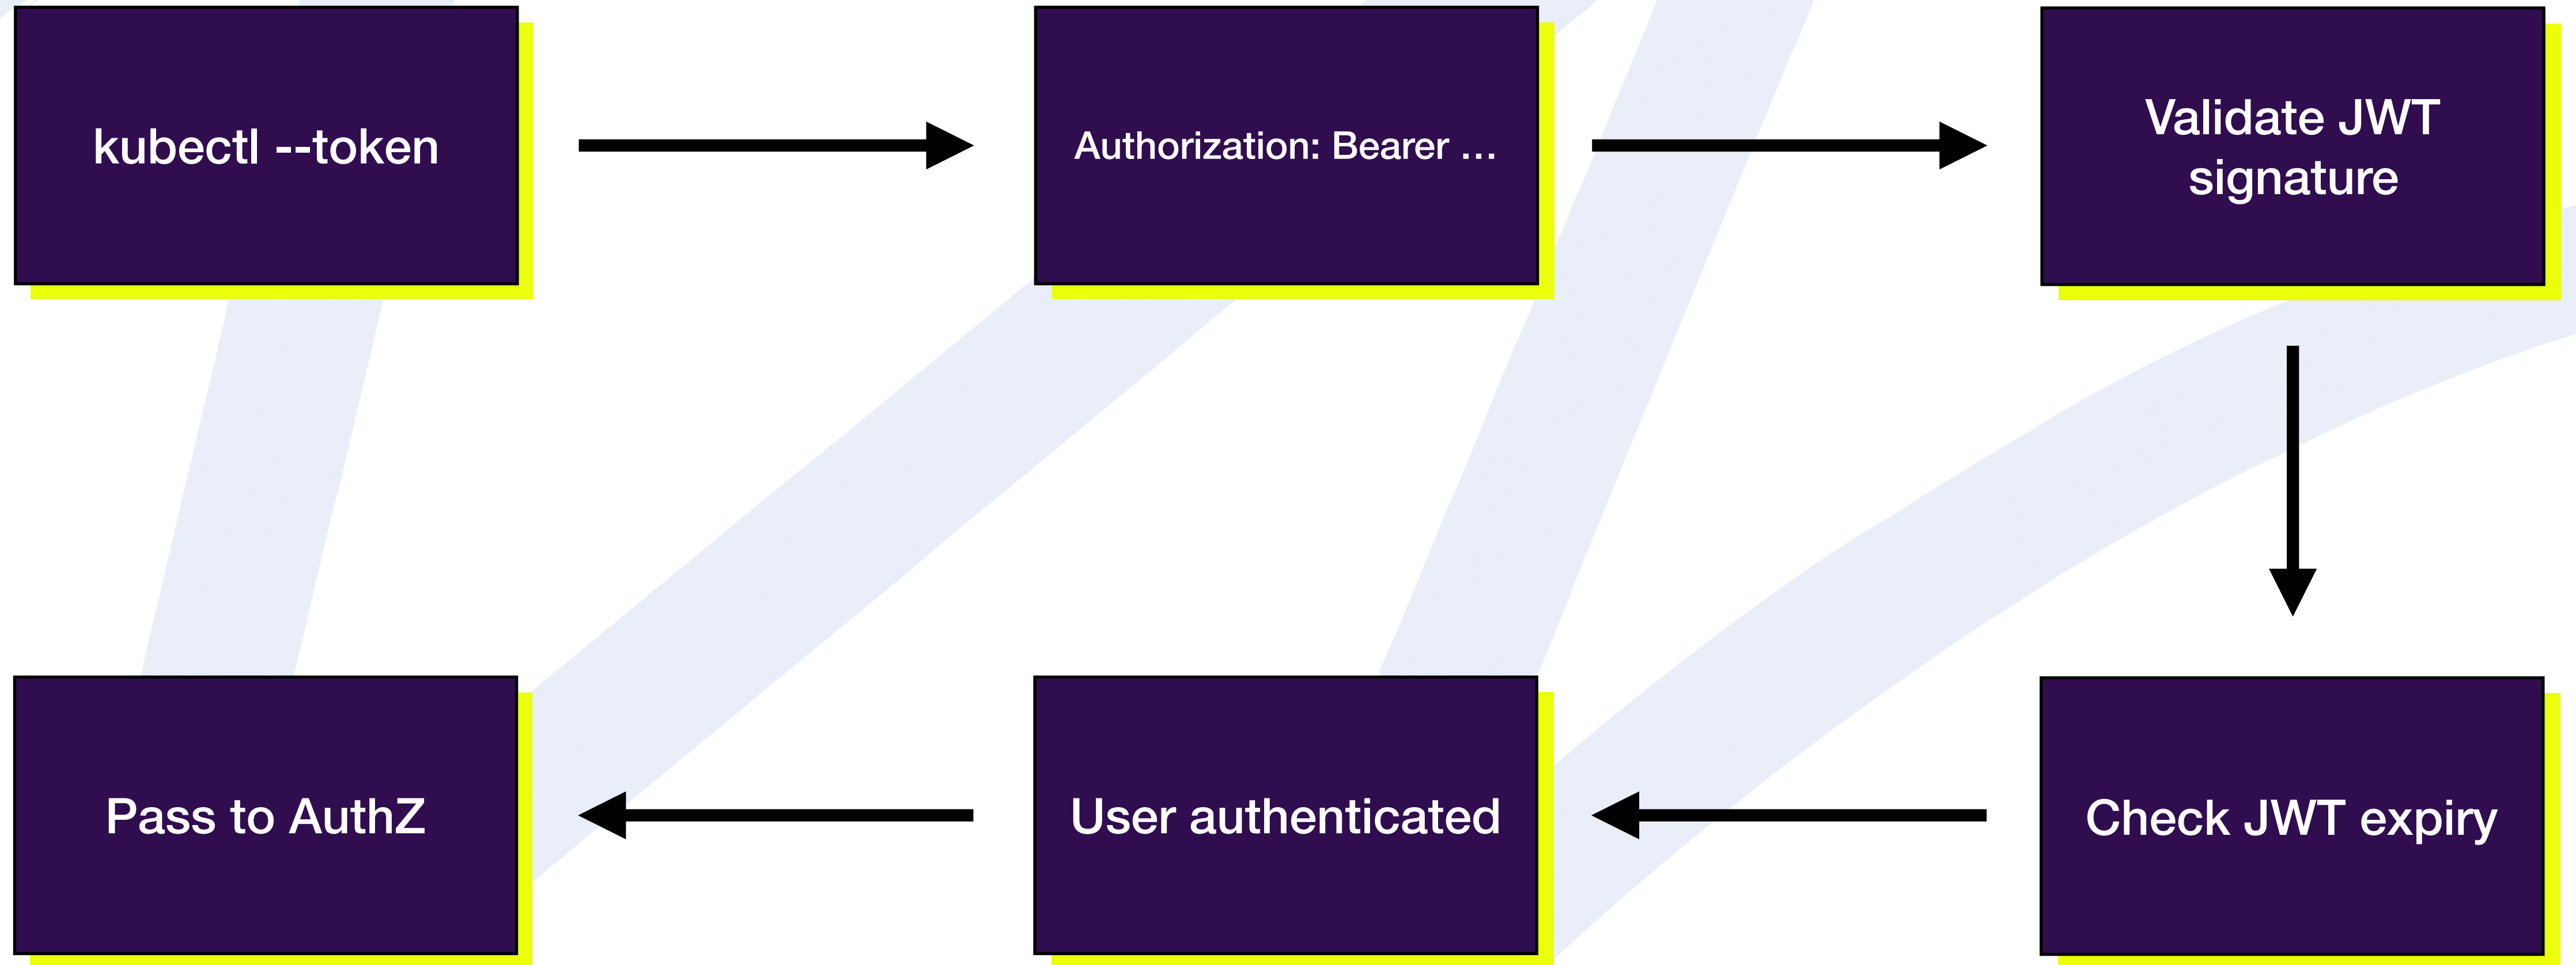 kubectl --token
Authorization: Bearer …
Validate JWT
signature
Check JWT expiry
User authenticated
Pass to AuthZ